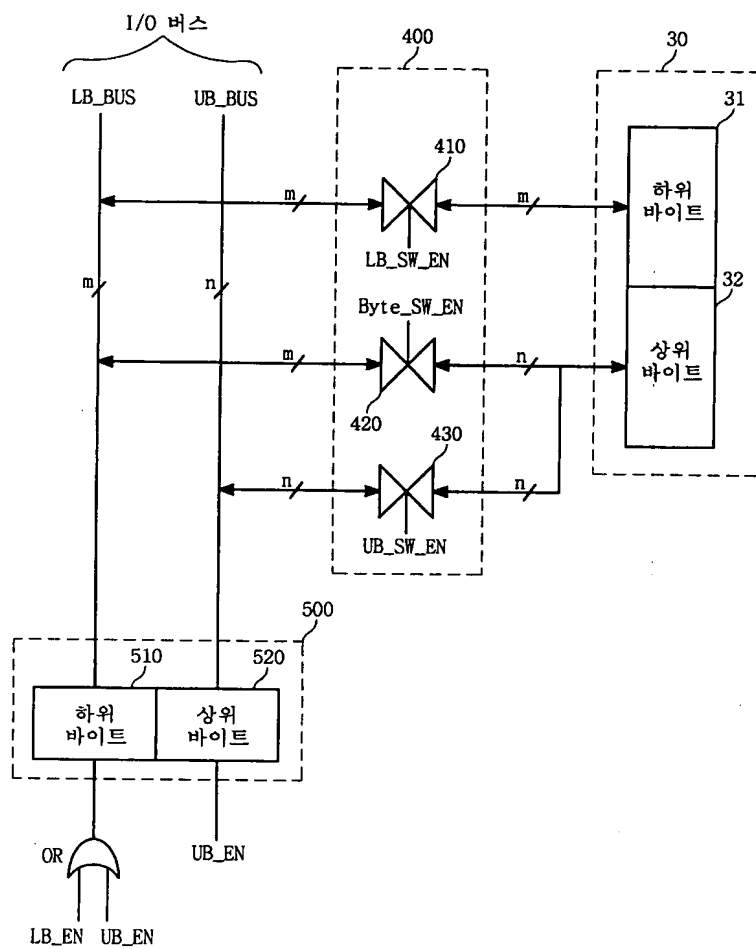 I/O 버스
LB_BUS UB_BUS
400
30
31
410
m m
하위
바이트
LB_SW_EN
m n
Byte_SW_EN
32
m n
상위
바이트
420
430
n n
UB_SW_EN
500
510 520
하위
바이트
상위
바이트
OR
UB_EN
LB_EN UB_EN